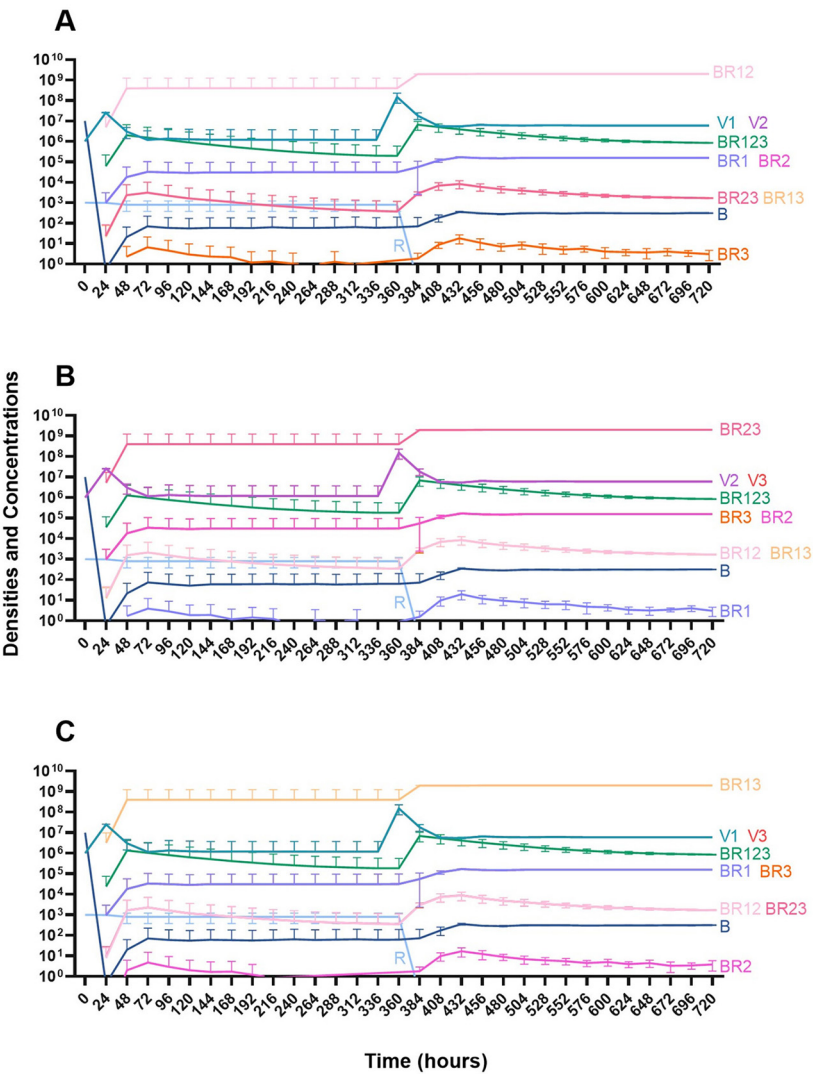 A
10^10
10^9
10^8
10^7
10^6
10^5
10^4
10^3
10^2
10^1
10^0
BR12
V1 V2
BR123
BR1 BR2
BR23 BR13
B
BR3
R
0 24 48 72 96 120 144 168 192 216 240 264 288 312 336 360 384 408 432 456 480 504 528 552 576 600 624 648 672 696 720
Densities and Concentrations
B
10^10
10^9
10^8
10^7
10^6
10^5
10^4
10^3
10^2
10^1
10^0
BR23
V2 V3
BR123
BR3 BR2
BR12 BR13
B
BR1
R
0 24 48 72 96 120 144 168 192 216 240 264 288 312 336 360 384 408 432 456 480 504 528 552 576 600 624 648 672 696 720
C
10^10
10^9
10^8
10^7
10^6
10^5
10^4
10^3
10^2
10^1
10^0
BR13
V1 V3
BR123
BR1 BR3
BR12 BR23
B
BR2
R
0 24 48 72 96 120 144 168 192 216 240 264 288 312 336 360 384 408 432 456 480 504 528 552 576 600 624 648 672 696 720
Time (hours)